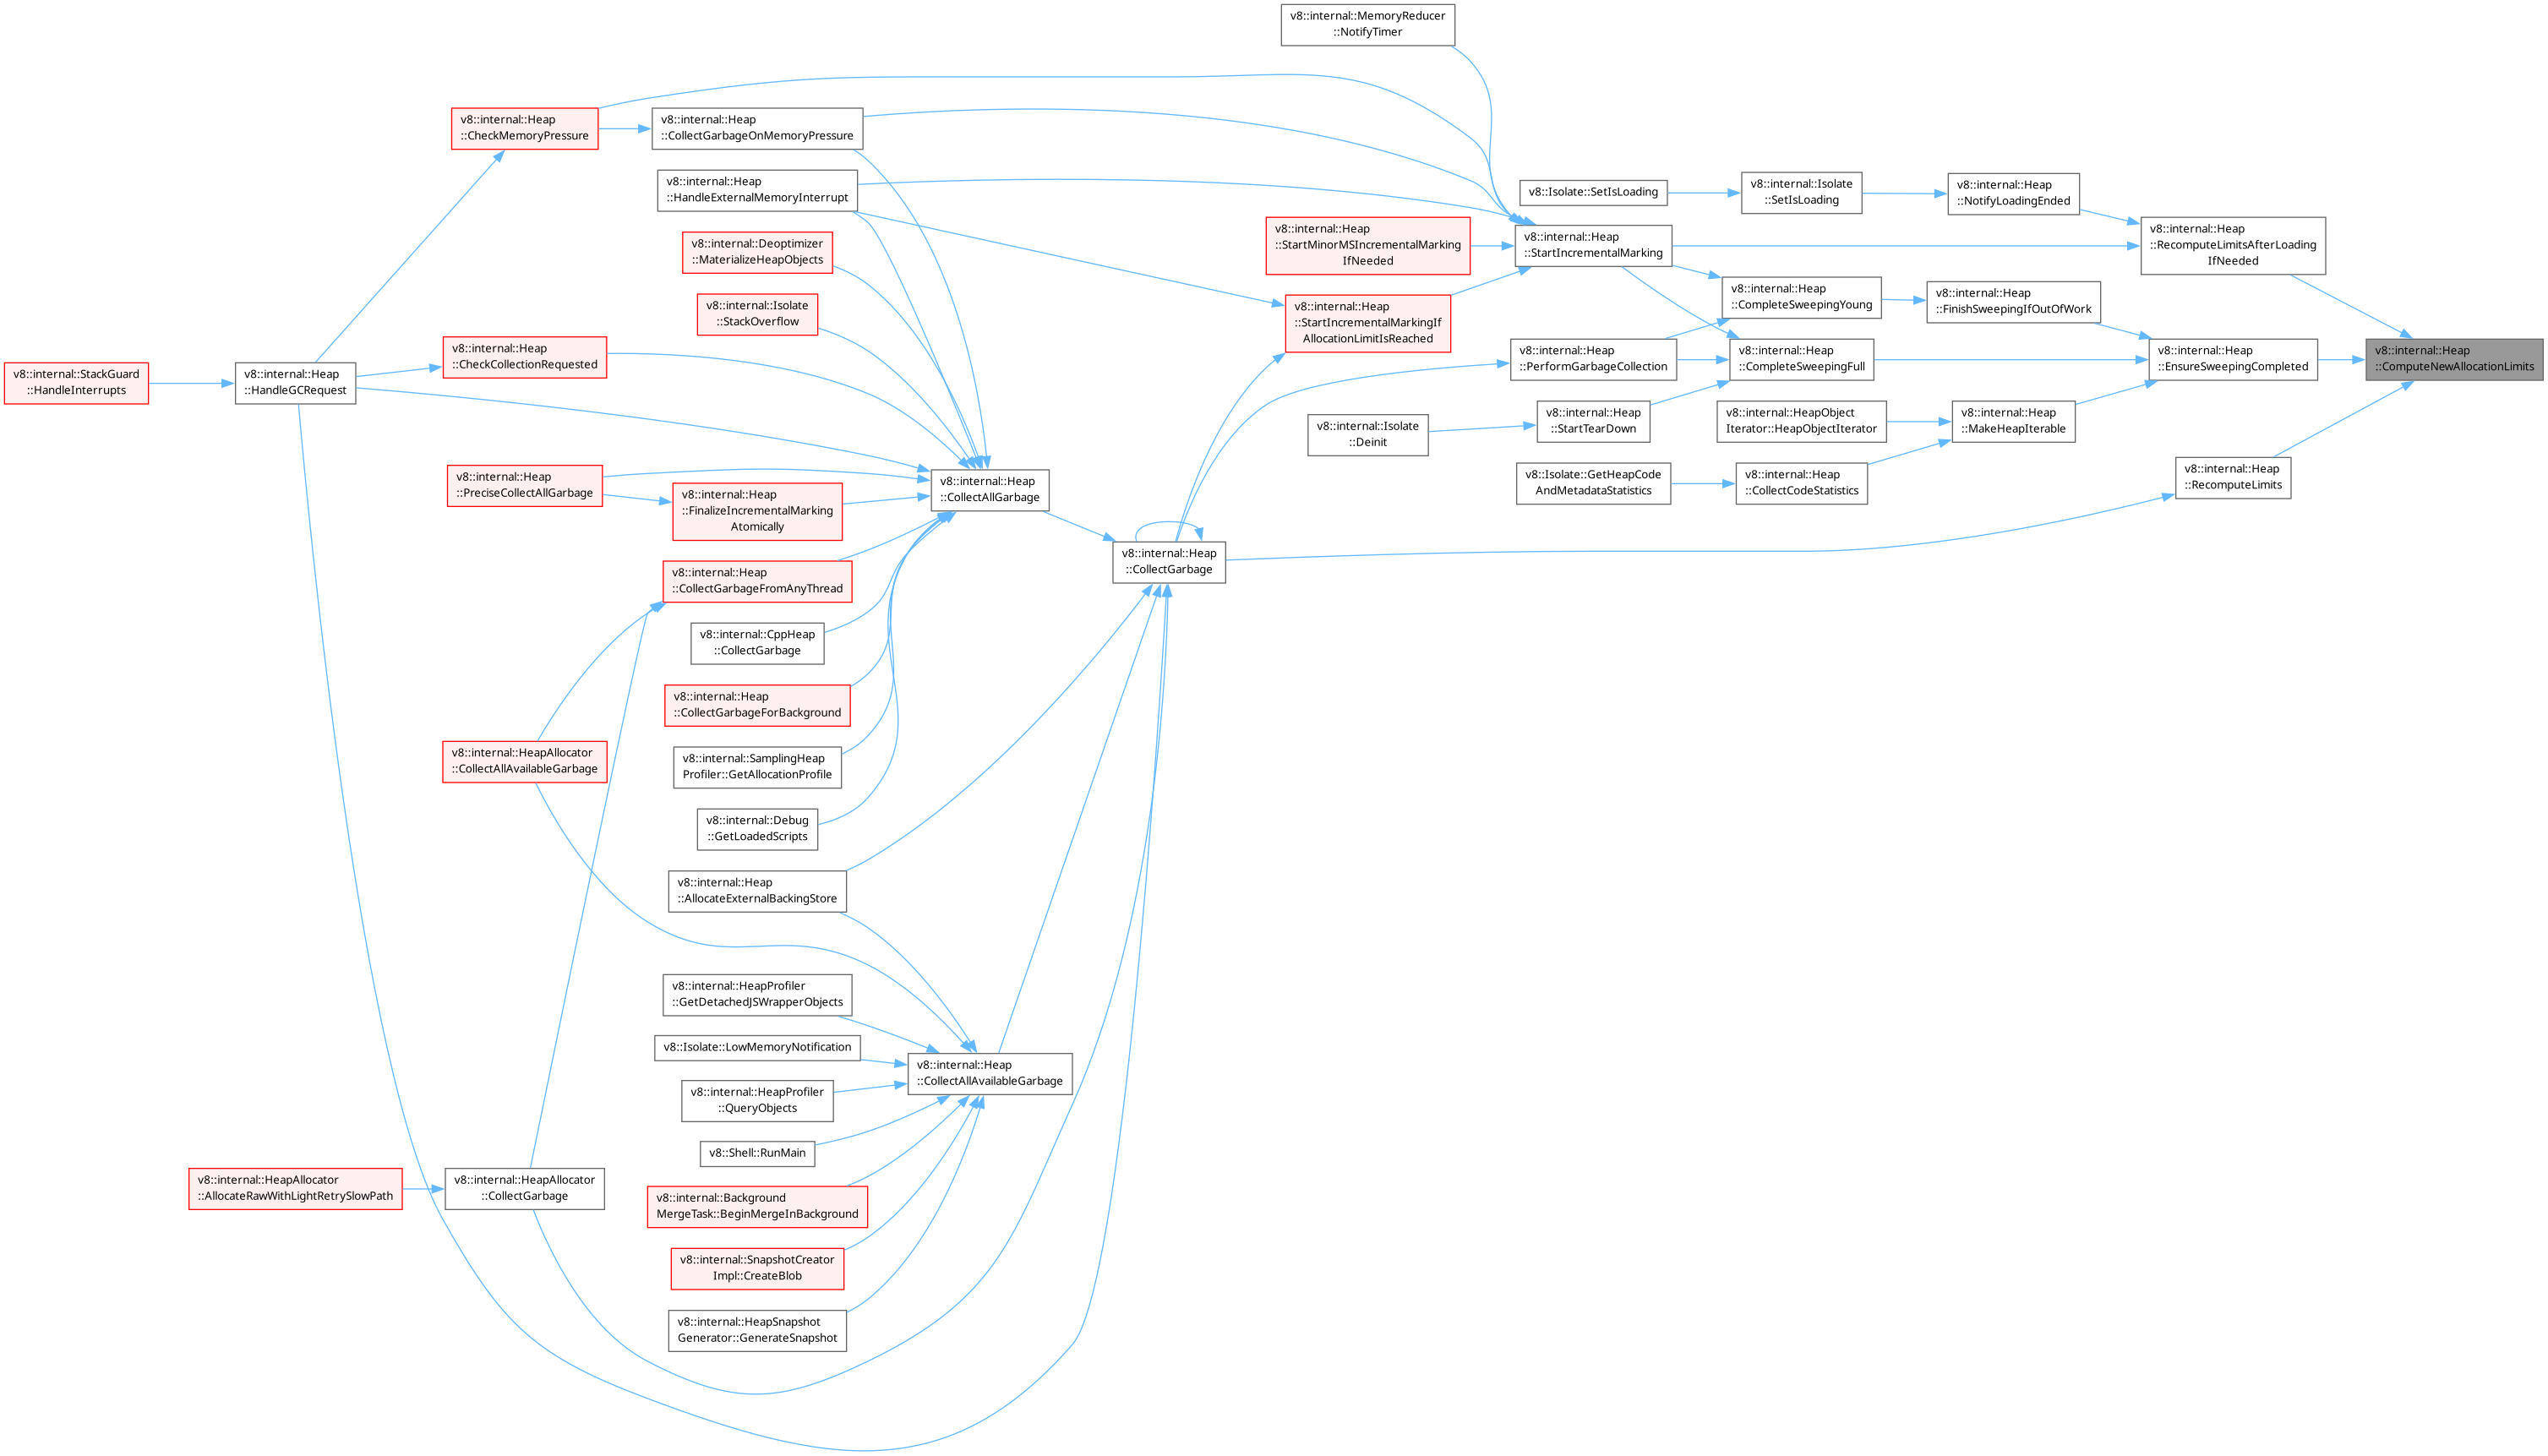 v8::internal::MemoryReducer
::NotifyTimer
v8::internal::Heap
::CheckMemoryPressure
v8::internal::Heap
::CollectGarbageOnMemoryPressure
v8::internal::Heap
::HandleExternalMemoryInterrupt
v8::Isolate::SetIsLoading
v8::internal::Isolate
::SetIsLoading
v8::internal::Heap
::NotifyLoadingEnded
v8::internal::Deoptimizer
::MaterializeHeapObjects
v8::internal::Heap
::StartMinorMSIncrementalMarking
IfNeeded
v8::internal::Heap
::StartIncrementalMarking
v8::internal::Heap
::RecomputeLimitsAfterLoading
IfNeeded
v8::internal::Isolate
::StackOverflow
v8::internal::Heap
::StartIncrementalMarkingIf
AllocationLimitIsReached
v8::internal::Heap
::CompleteSweepingYoung
v8::internal::Heap
::FinishSweepingIfOutOfWork
v8::internal::StackGuard
::HandleInterrupts
v8::internal::Heap
::HandleGCRequest
v8::internal::Heap
::CheckCollectionRequested
v8::internal::Heap
::PerformGarbageCollection
v8::internal::Heap
::CompleteSweepingFull
v8::internal::Heap
::EnsureSweepingCompleted
v8::internal::Heap
::ComputeNewAllocationLimits
v8::internal::Isolate
::Deinit
v8::internal::Heap
::StartTearDown
v8::internal::HeapObject
Iterator::HeapObjectIterator
v8::internal::Heap
::MakeHeapIterable
v8::internal::Heap
::PreciseCollectAllGarbage
v8::internal::Heap
::FinalizeIncrementalMarking
Atomically
v8::internal::Heap
::CollectAllGarbage
v8::Isolate::GetHeapCode
AndMetadataStatistics
v8::internal::Heap
::CollectCodeStatistics
v8::internal::Heap
::RecomputeLimits
v8::internal::Heap
::CollectGarbageFromAnyThread
v8::internal::Heap
::CollectGarbage
v8::internal::CppHeap
::CollectGarbage
v8::internal::Heap
::CollectGarbageForBackground
v8::internal::HeapAllocator
::CollectAllAvailableGarbage
v8::internal::SamplingHeap
Profiler::GetAllocationProfile
v8::internal::Debug
::GetLoadedScripts
v8::internal::Heap
::AllocateExternalBackingStore
v8::internal::HeapProfiler
::GetDetachedJSWrapperObjects
v8::Isolate::LowMemoryNotification
v8::internal::Heap
::CollectAllAvailableGarbage
v8::internal::HeapProfiler
::QueryObjects
v8::Shell::RunMain
v8::internal::HeapAllocator
::AllocateRawWithLightRetrySlowPath
v8::internal::HeapAllocator
::CollectGarbage
v8::internal::Background
MergeTask::BeginMergeInBackground
v8::internal::SnapshotCreator
Impl::CreateBlob
v8::internal::HeapSnapshot
Generator::GenerateSnapshot